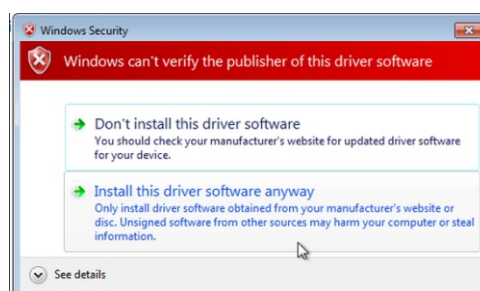 Windows Security
Windows can't verify the publisher of this driver software
Don't install this driver software
You should check your manufacturer's website for updated driver software
for your device.
Install this driver software anyway
Only install driver software obtained from your manufacturer's website or
disc. Unsigned software from other sources may harm your computer or steal
information.
See details